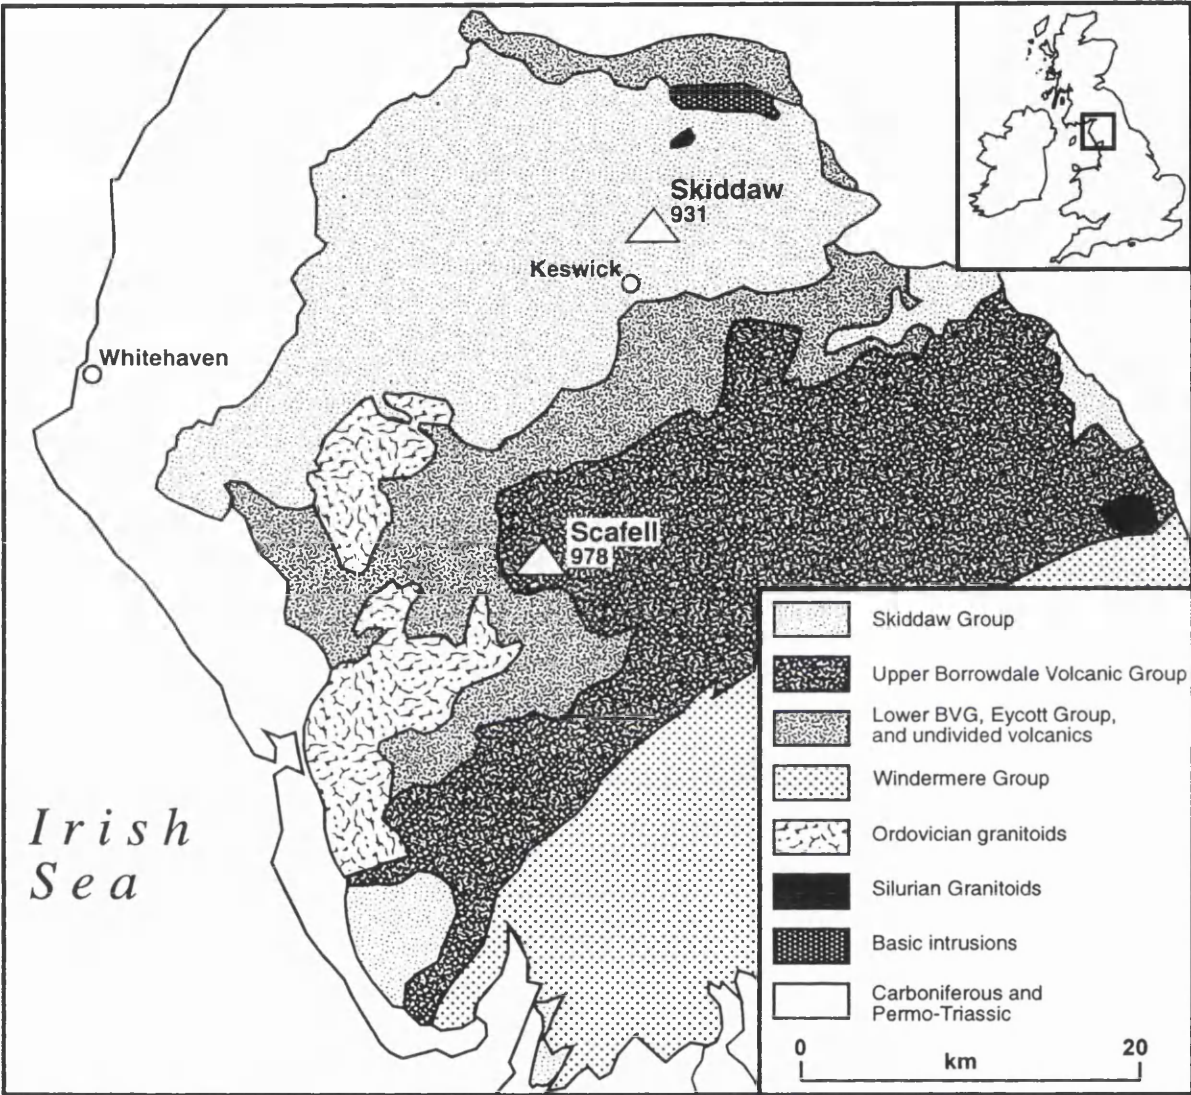 Skiddaw
931
Keswick
Whitehaven
Scafell
978
Irish
Sea
Skiddaw Group
Upper Borrowdale Volcanic Group
Lower BVG, Eycott Group,
and undivided volcanics
Windermere Group
Ordovician granitoids
Silurian Granitoids
Basic intrusions
Carboniferous and
Permo-Triassic
0 20
km